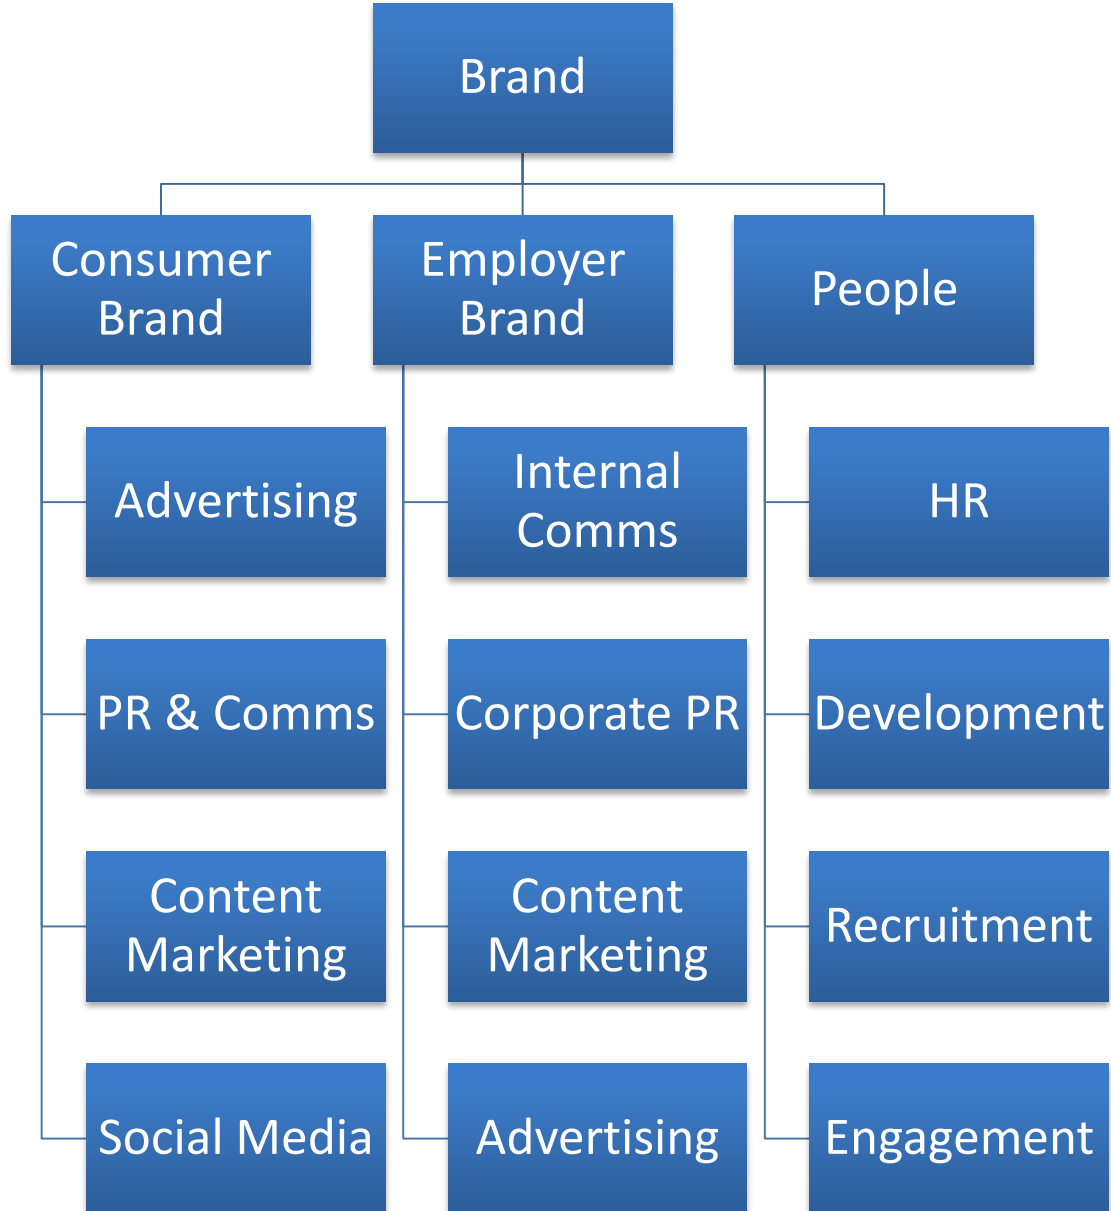 Brand
Consumer
Brand
Employer
Brand
People
Advertising
Internal
Comms
HR
PR & Comms
Corporate PR
Development
Content
Marketing
Content
Marketing
Recruitment
Social Media
Advertising
Engagement